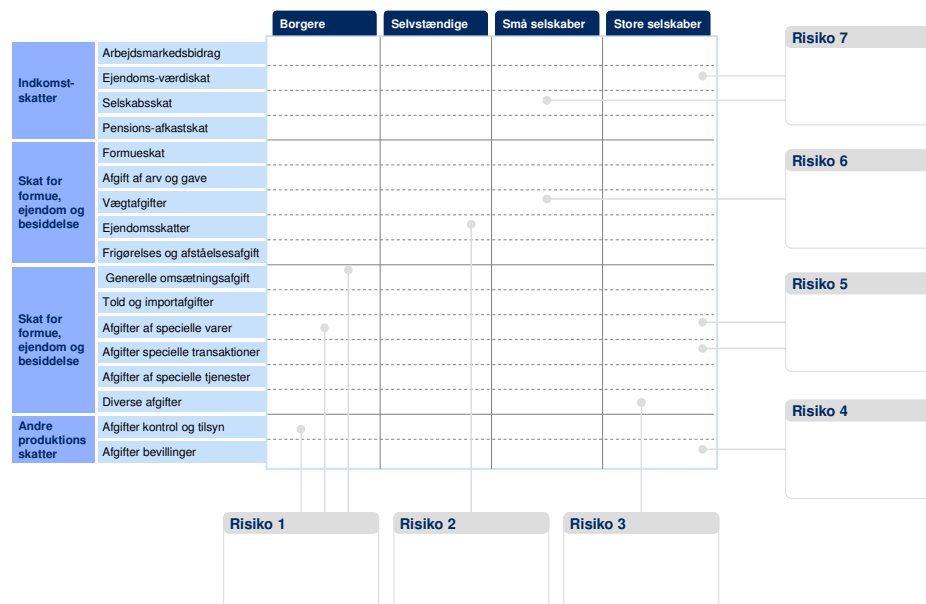 Borgere
Selvstændige
Små selskaber
Store selskaber
Indkomst-
skatter
Arbejdsmarkedsbidrag
Ejendoms-værdiskat
Selskabsskat
Pensions-afkastskat
Skat for
formue,
ejendom og
besiddelse
Formueskat
Afgift af arv og gave
Vægtafgifter
Ejendomsskatter
Frigørelses og afståelsesafgift
Skat for
formue,
ejendom og
besiddelse
Generelle omsætningsafgift
Told og importafgifter
Afgifter af specielle varer
Afgifter specielle transaktioner
Afgifter af specielle tjenester
Diverse afgifter
Andre
produktions
skatter
Afgifter kontrol og tilsyn
Afgifter bevillinger
Risiko 7
Risiko 6
Risiko 5
Risiko 4
Risiko 1
Risiko 2
Risiko 3